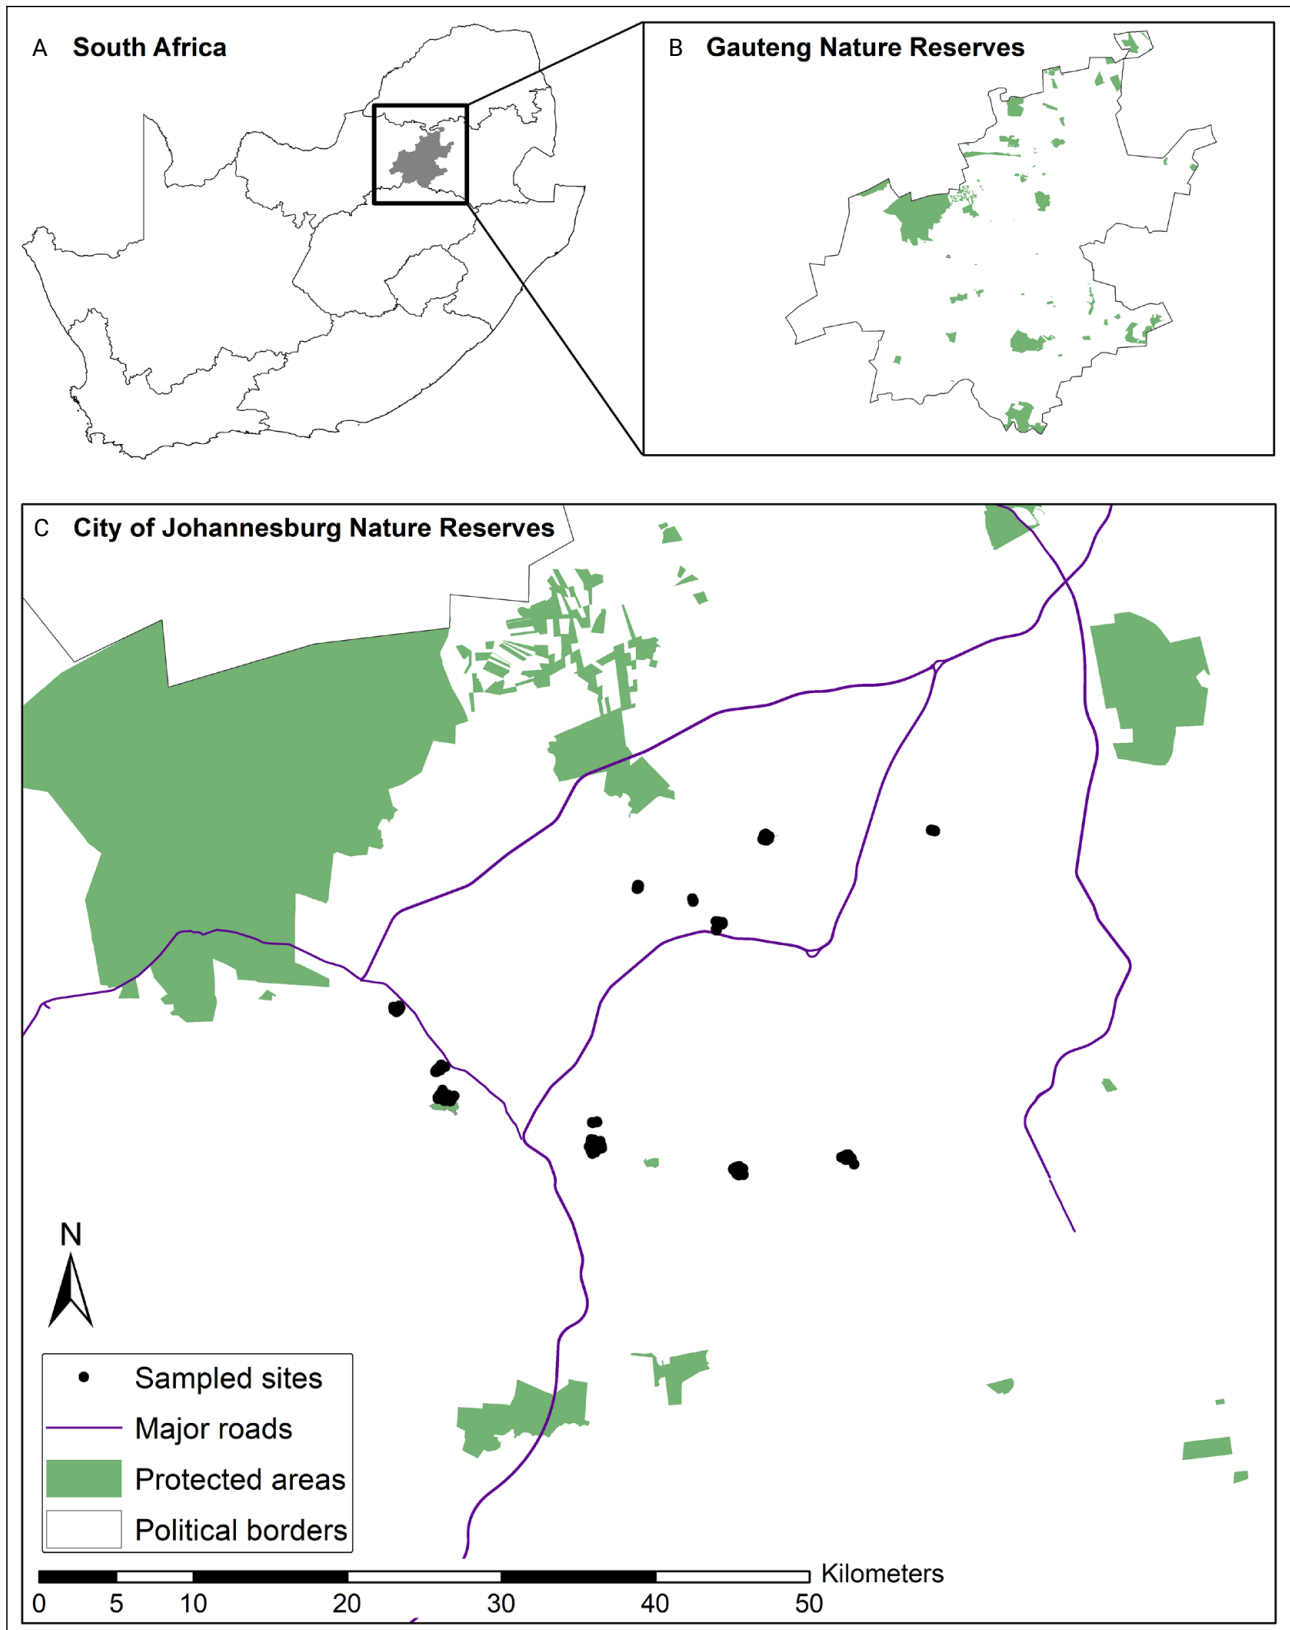 A South Africa
B Gauteng Nature Reserves
C City of Johannesburg Nature Reserves
N
Sampled sites
Major roads
Protected areas
Political borders
Kilometers
0 5 10 20 30 40 50